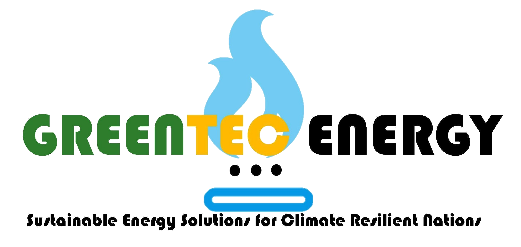 GREENTEC ENERGY
Sustainable Energy Solutions for Climate Resilient Nations